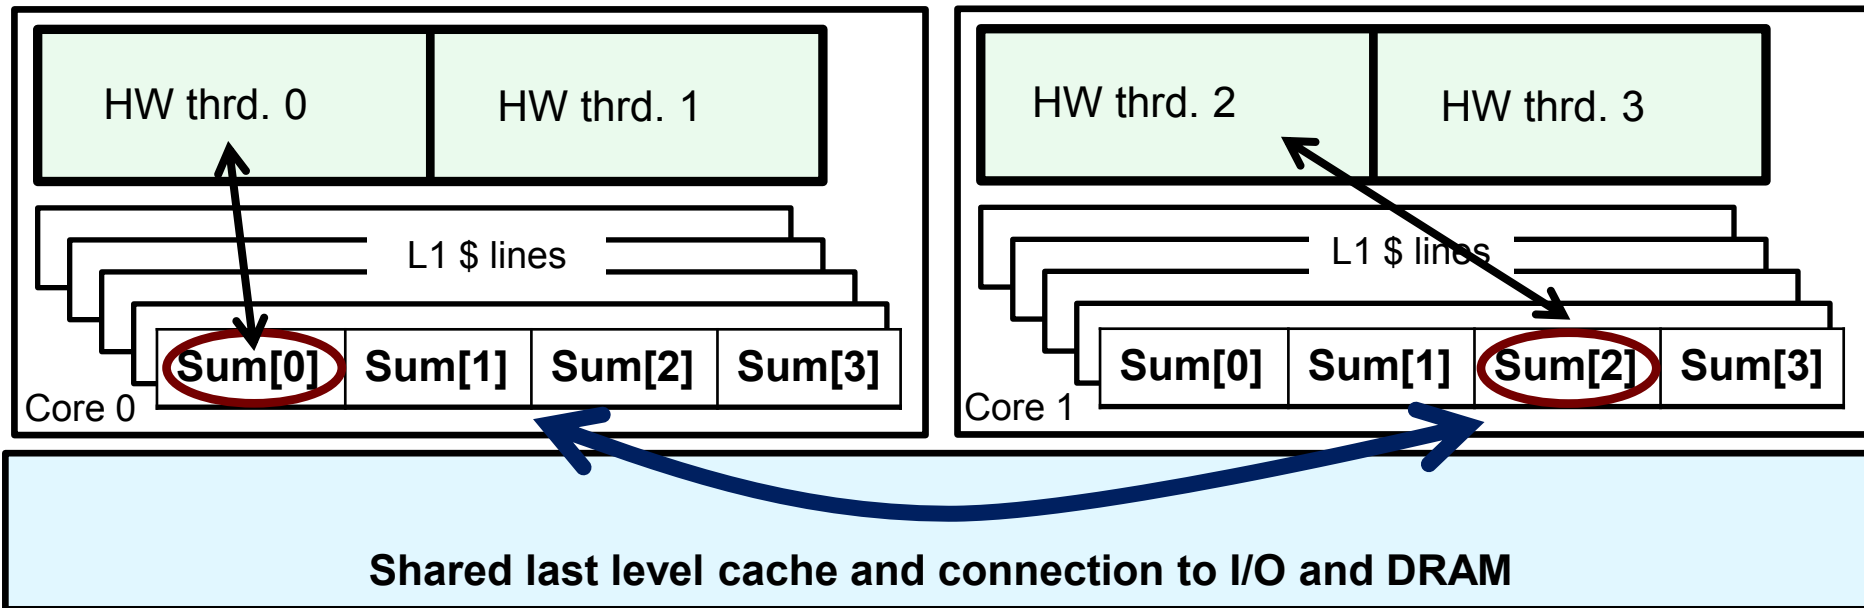 HW thrd. 0
HW thrd. 1
HW thrd. 2
HW thrd. 3
L1 $ lines
L1 $ lines
Sum[0] Sum[1] Sum[2] Sum[3]
Sum[0] Sum[1] Sum[2] Sum[3]
Core 0
Core 1
Shared last level cache and connection to I/O and DRAM